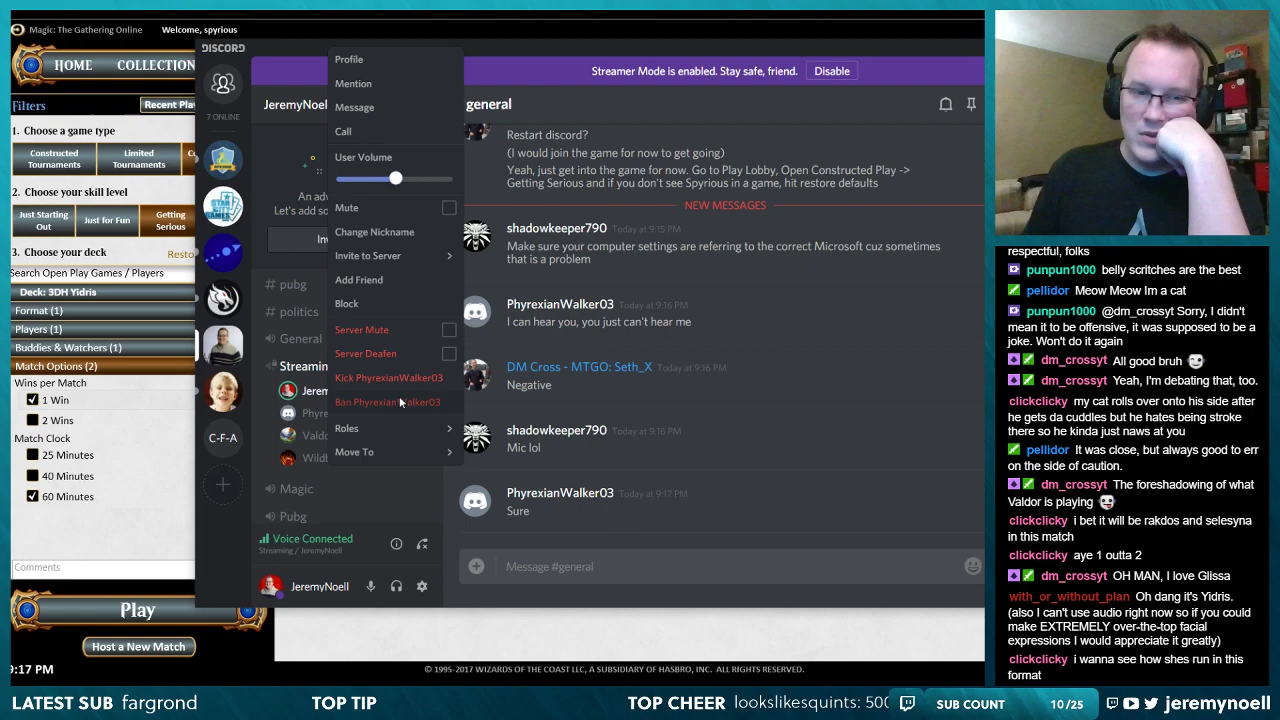 Magic: The Gathering Online
Welcome, spyrious
HOME
COLLECTION
Filters
Recent Pla
1. Choose a game type
Constructed
Tournaments
Limited
Tournaments
2. Choose your skill level
Just Starting
Out
Just for Fun
Getting
Serious
3. Choose your deck
Resto
Search Open Play Games / Players
Deck: 3DH Yidris
Format (1)
Players (1)
Buddies & Watchers (1)
Match Options (2)
Wins per Match
1 Win
2 Wins
Match Clock
25 Minutes
40 Minutes
60 Minutes
Comments
Play
Host a New Match
9:17 PM
DISCORD
7 ONLINE
STAR CITY GAMES
C-F-A
JeremyNoell
An adv
Let's add so
Inv
# pubg
# politics
General
Streamin
Jerem
Phyre
Valdo
Wildb
Magic
Pubg
Voice Connected
Streaming / JeremyNoell
JeremyNoell
Profile
Mention
Message
Call
User Volume
Mute
Change Nickname
Invite to Server
Add Friend
Block
Server Mute
Server Deafen
Kick PhyrexianWalker03
Ban PhyrexianWalker03
Roles
Move To
Streamer Mode is enabled. Stay safe, friend.
Disable
general
Restart discord?
(I would join the game for now to get going)
Yeah, just get into the game for now. Go to Play Lobby, Open Constructed Play ->
Getting Serious and if you don't see Spyrious in a game, hit restore defaults
NEW MESSAGES
shadowkeeper790 Today at 9:15 PM
Make sure your computer settings are referring to the correct Microsoft cuz sometimes
that is a problem
PhyrexianWalker03 Today at 9:16 PM
I can hear you, you just can't hear me
DM Cross - MTGO: Seth_X Today at 9:16 PM
Negative
shadowkeeper790 Today at 9:16 PM
Mic lol
PhyrexianWalker03 Today at 9:17 PM
Sure
Message #general
© 1995-2017 WIZARDS OF THE COAST LLC, A SUBSIDIARY OF HASBRO, INC. ALL RIGHTS RESERVED.
respectful, folks
punpun1000 belly scritches are the best
pellidor Meow Meow Im a cat
punpun1000 @dm_crossyt Sorry, I didn't
mean it to be offensive, it was supposed to be a
joke. Won't do it again
dm_crossyt All good bruh
dm_crossyt Yeah, I'm debating that, too.
clickclicky my cat rolls over onto his side after
he gets da cuddles but he hates being stroke
there so he kinda just naws at you
pellidor It was close, but always good to err
on the side of caution.
dm_crossyt The foreshadowing of what
Valdor is playing
clickclicky i bet it will be rakdos and selesyna
in this match
clickclicky aye 1 outta 2
dm_crossyt OH MAN, I love Glissa
with_or_without_plan Oh dang it's Yidris.
(also I can't use audio right now so if you could
make EXTREMELY over-the-top facial
expressions I would appreciate it greatly)
clickclicky i wanna see how shes run in this
format
LATEST SUB fargrond
TOP TIP
TOP CHEER lookslikesquints: 500
SUB COUNT 10/25
jeremynoell